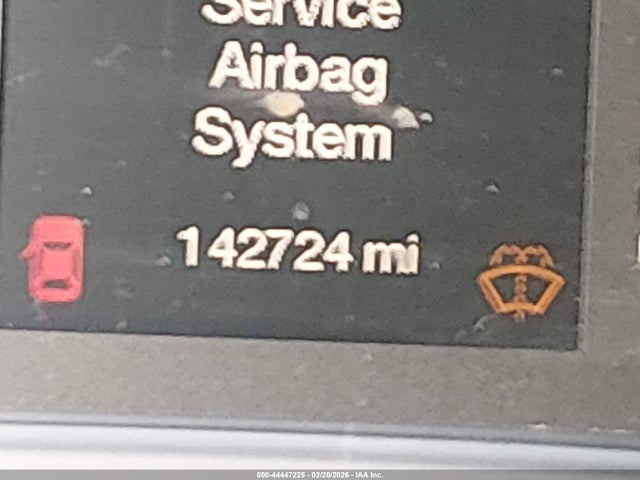 Service
Airbag
System
142724 mi
000-44447225 - 02/20/2026 - IAA Inc.